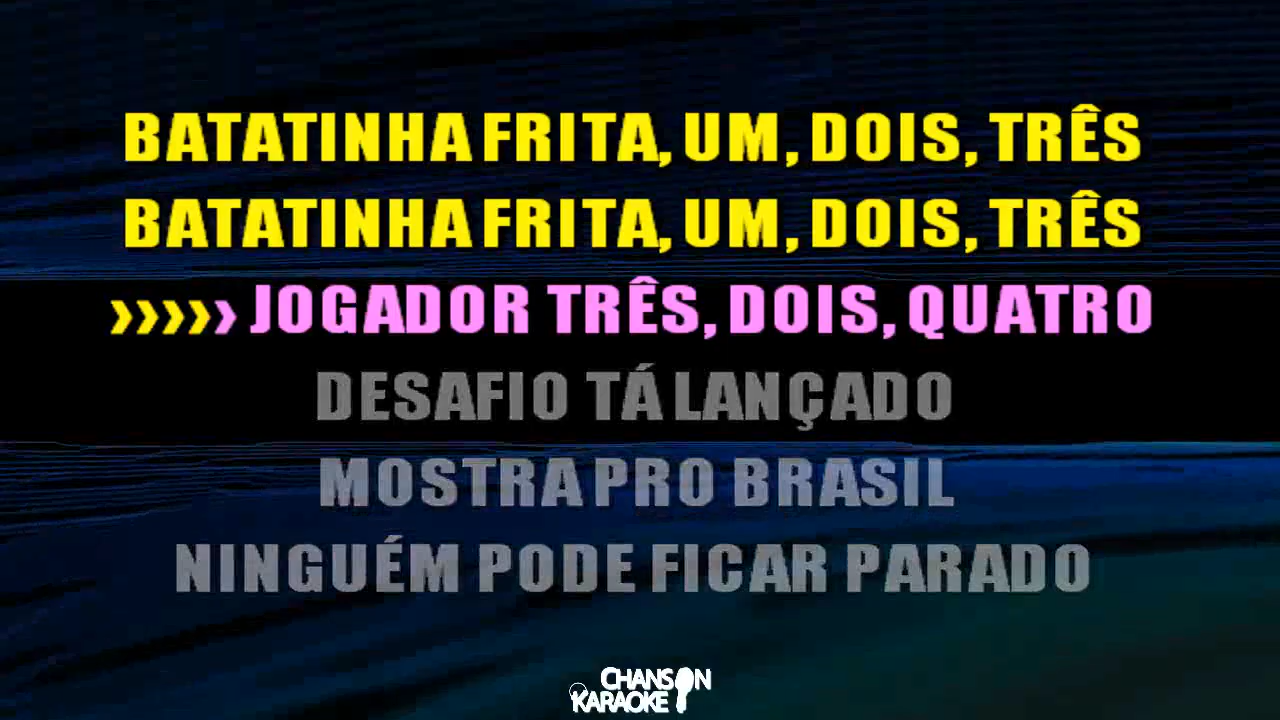 BATATINHA FRITA, UM, DOIS, TRÊS
BATATINHA FRITA, UM, DOIS, TRÊS
››››› JOGADOR TRÊS, DOIS, QUATRO
DESAFIO TÁ LANÇADO
MOSTRA PRO BRASIL
NINGUÉM PODE FICAR PARADO
CHANSON
KARAOKE